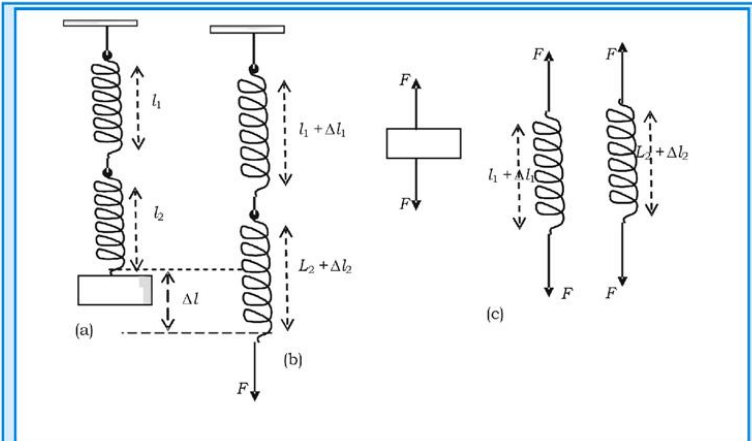 l₁
l₂
Δl
(a)
l₁ + Δl₁
L₂ + Δl₂
F
(b)
F
F
F
l₁ + Δl₁
F
F
L₂ + Δl₂
F
(c)